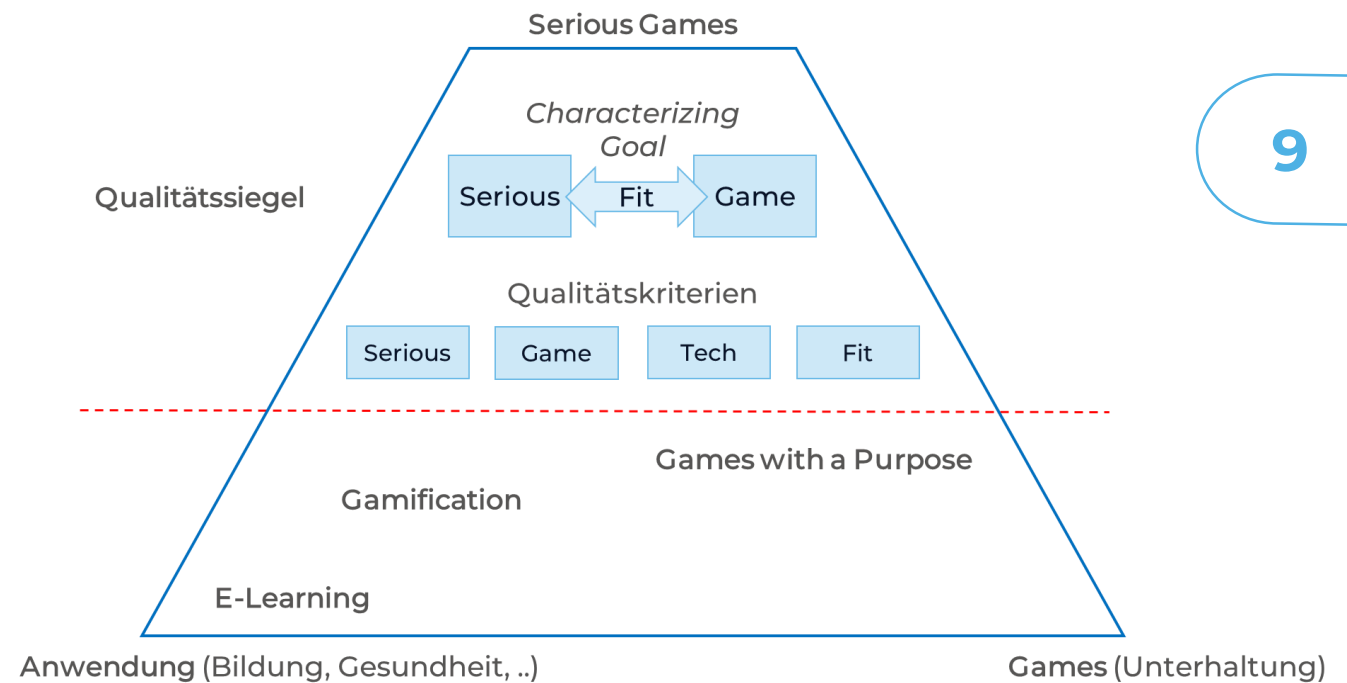 Serious Games
Characterizing
Goal
9
Qualitätssiegel
Serious Fit Game
Qualitätskriterien
Serious Game Tech Fit
Games with a Purpose
Gamification
E-Learning
Anwendung (Bildung, Gesundheit, ..) Games (Unterhaltung)